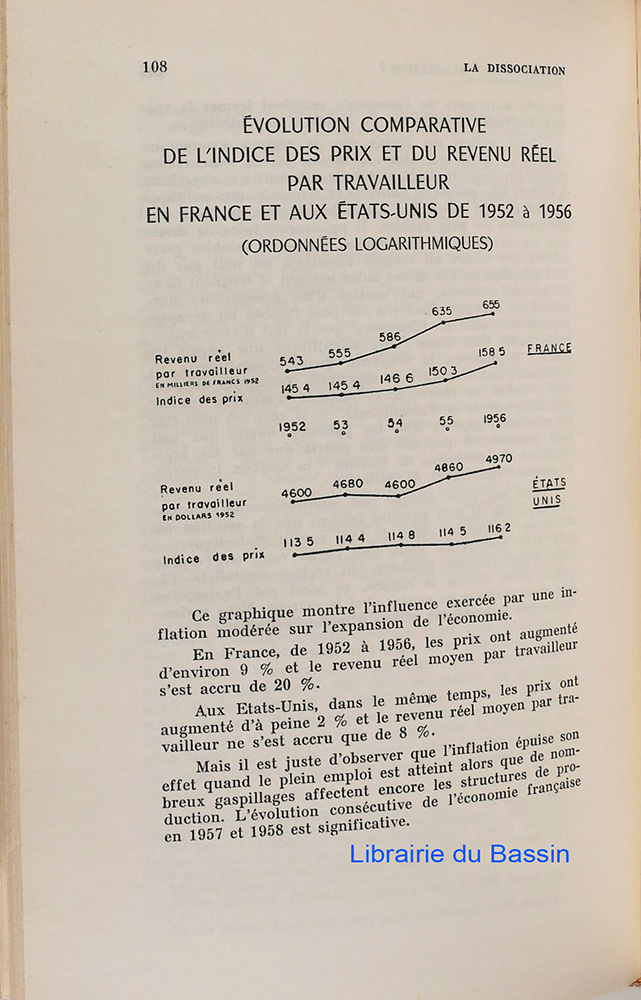 108
LA DISSOCIATION
ÉVOLUTION COMPARATIVE
DE L'INDICE DES PRIX ET DU REVENU RÉEL
PAR TRAVAILLEUR
EN FRANCE ET AUX ÉTATS-UNIS DE 1952 à 1956
(ORDONNÉES LOGARITHMIQUES)
Revenu réel
par travailleur
EN MILLIERS DE FRANCS 1952
543 555 586 635 655
FRANCE
Indice des prix
145 4 145 4 146 6 150 3 158 5
1952 53 54 55 1956
Revenu réel
par travailleur
EN DOLLARS 1952
4600 4680 4600 4860 4970
ÉTATS
UNIS
Indice des prix
113 5 114 4 114 8 114 5 116 2
Ce graphique montre l'influence exercée par une in-
flation modérée sur l'expansion de l'économie.
En France, de 1952 à 1956, les prix ont augmenté
d'environ 9 % et le revenu réel moyen par travailleur
s'est accru de 20 %.
Aux Etats-Unis, dans le même temps, les prix ont
augmenté d'à peine 2 % et le revenu réel moyen par tra-
vailleur ne s'est accru que de 8 %.
Mais il est juste d'observer que l'inflation épuise son
effet quand le plein emploi est atteint alors que de nom-
breux gaspillages affectent encore les structures de pro-
duction. L'évolution consécutive de l'économie française
en 1957 et 1958 est significative.
Librairie du Bassin